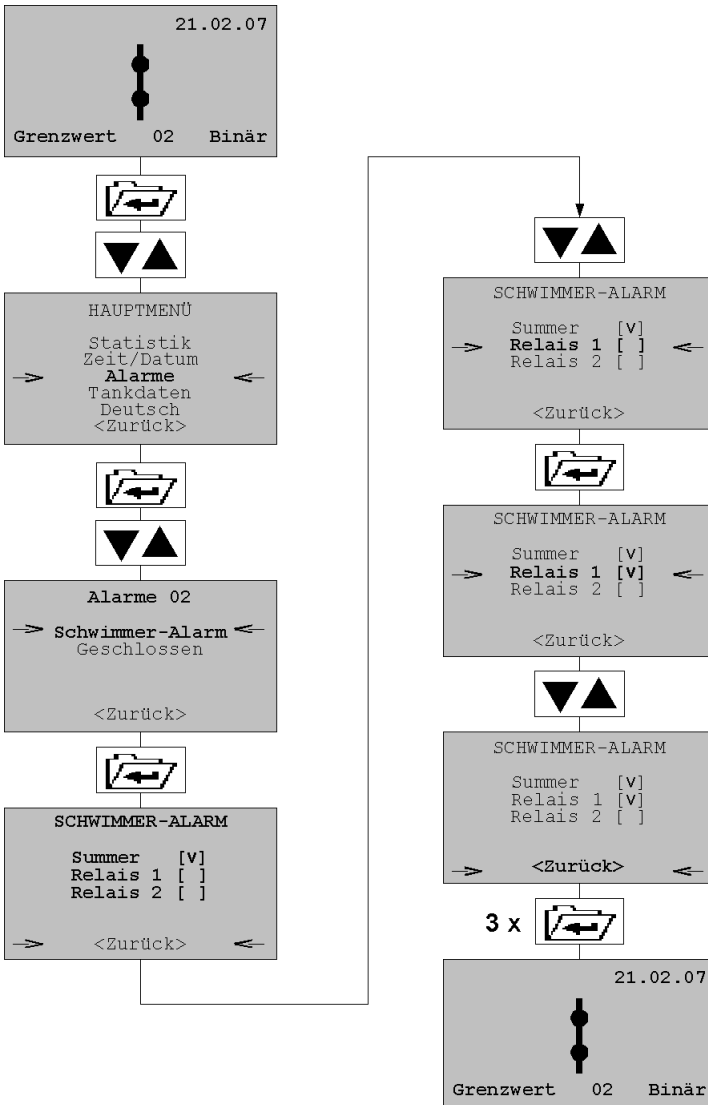 21.02.07
Grenzwert 02 Binär
HAUPTMENÜ
Statistik
Zeit/Datum
Alarme
Tankdaten
Deutsch
<Zurück>
Alarme 02
Schwimmer-Alarm
Geschlossen
<Zurück>
SCHWIMMER-ALARM
Summer [V]
Relais 1 [ ]
Relais 2 [ ]
<Zurück>
SCHWIMMER-ALARM
Summer [V]
Relais 1 [ ]
Relais 2 [ ]
<Zurück>
SCHWIMMER-ALARM
Summer [V]
Relais 1 [V]
Relais 2 [ ]
<Zurück>
SCHWIMMER-ALARM
Summer [V]
Relais 1 [V]
Relais 2 [ ]
<Zurück>
3 x
21.02.07
Grenzwert 02 Binär